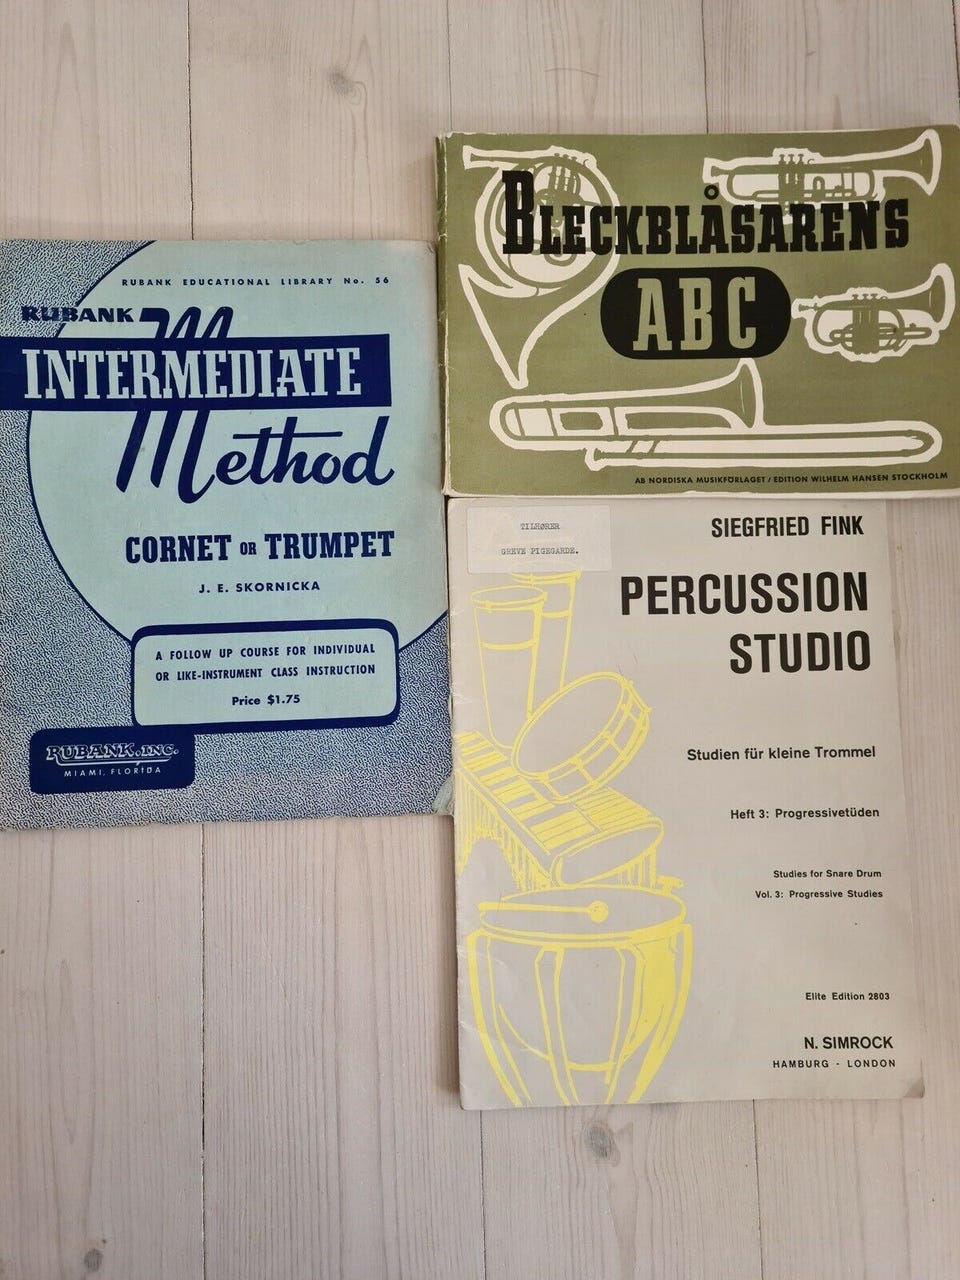 RUBANK EDUCATIONAL LIBRARY No. 56
RUBANK
INTERMEDIATE
Method
CORNET OR TRUMPET
J. E. SKORNICKA
A FOLLOW UP COURSE FOR INDIVIDUAL
OR LIKE-INSTRUMENT CLASS INSTRUCTION
Price $1.75
RUBANK, INC.
MIAMI, FLORIDA
BLECKBLÅSARENS
ABC
AB NORDISKA MUSIKFÖRLAGET / EDITION WILHELM HANSEN STOCKHOLM
TILHØRER
GREVE PIGEGARDE.
SIEGFRIED FINK
PERCUSSION
STUDIO
Studien für kleine Trommel
Heft 3: Progressivetüden
Studies for Snare Drum
Vol. 3: Progressive Studies
Elite Edition 2803
N. SIMROCK
HAMBURG - LONDON